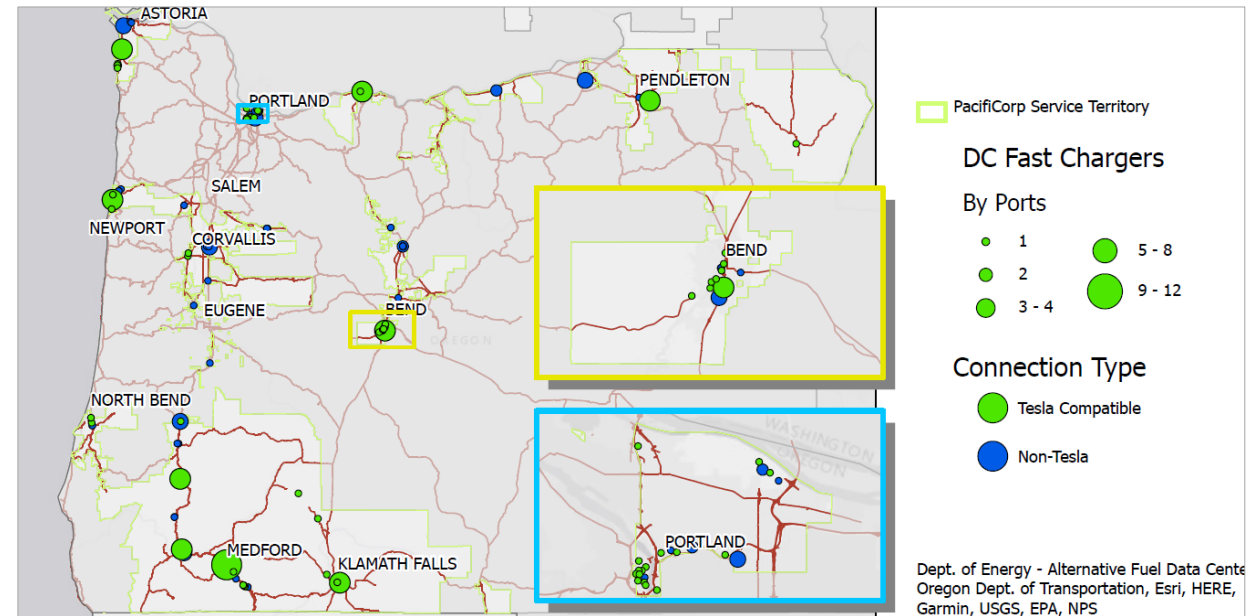 ASTORIA
PORTLAND
PENDLETON
SALEM
NEWPORT
CORVALLIS
EUGENE
BEND
OREGON
NORTH BEND
MEDFORD
KLAMATH FALLS
BEND
WASHINGTON
OREGON
PORTLAND
PacifiCorp Service Territory
DC Fast Chargers
By Ports
1
2
3 - 4
5 - 8
9 - 12
Connection Type
Tesla Compatible
Non-Tesla
Dept. of Energy - Alternative Fuel Data Cente
Oregon Dept. of Transportation, Esri, HERE,
Garmin, USGS, EPA, NPS